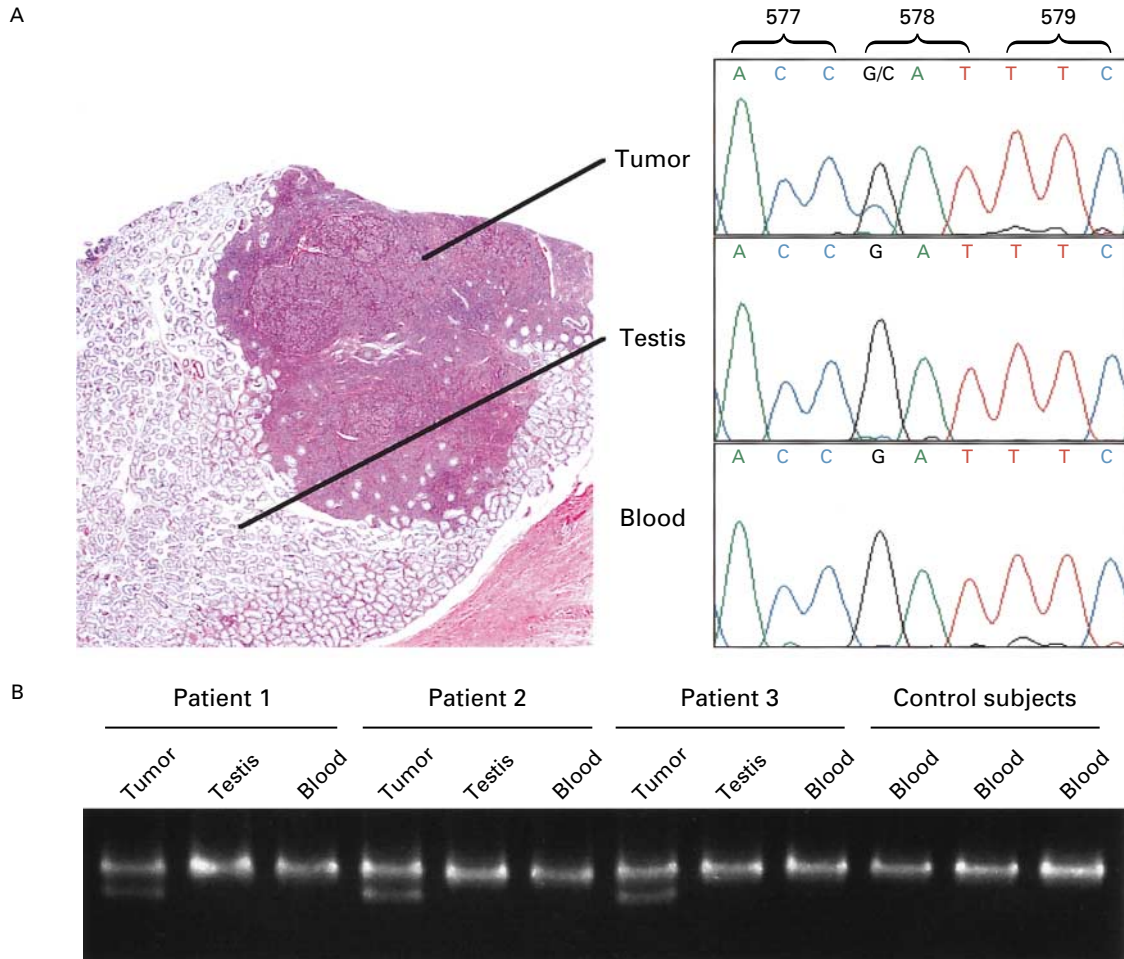 A
577 578 579
A C C G/C A T T T C
Tumor
A C C G A T T T C
Testis
A C C G A T T T C
Blood
B
Patient 1 Patient 2 Patient 3 Control subjects
Tumor Testis Blood Tumor Testis Blood Tumor Testis Blood Blood Blood Blood